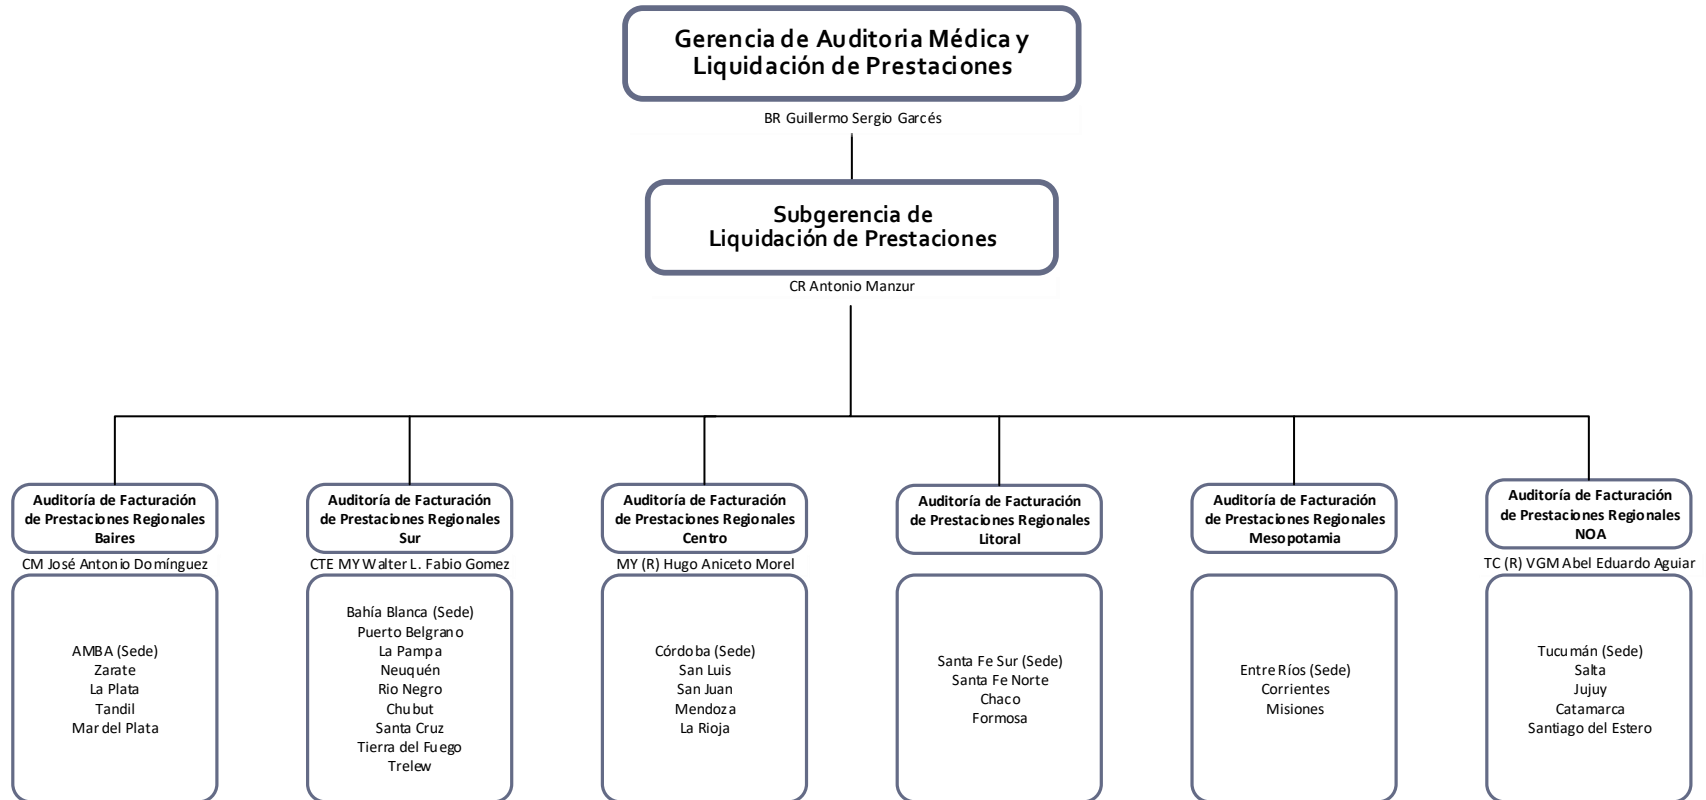 Gerencia de Auditoria Médica y
Liquidación de Prestaciones
BR Guillermo Sergio Garcés
Subgerencia de
Liquidación de Prestaciones
CR Antonio Manzur
Auditoría de Facturación
de Prestaciones Regionales
Baires
CM José Antonio Domínguez
AMBA (Sede)
Zarate
La Plata
Tandil
Mar del Plata
Auditoría de Facturación
de Prestaciones Regionales
Sur
CTE MY Walter L. Fabio Gomez
Bahía Blanca (Sede)
Puerto Belgrano
La Pampa
Neuquén
Rio Negro
Chubut
Santa Cruz
Tierra del Fuego
Trelew
Auditoría de Facturación
de Prestaciones Regionales
Centro
MY (R) Hugo Aniceto Morel
Córdoba (Sede)
San Luis
San Juan
Mendoza
La Rioja
Auditoría de Facturación
de Prestaciones Regionales
Litoral
Santa Fe Sur (Sede)
Santa Fe Norte
Chaco
Formosa
Auditoría de Facturación
de Prestaciones Regionales
Mesopotamia
Entre Ríos (Sede)
Corrientes
Misiones
Auditoría de Facturación
de Prestaciones Regionales
NOA
TC (R) VGM Abel Eduardo Aguiar
Tucumán (Sede)
Salta
Jujuy
Catamarca
Santiago del Estero